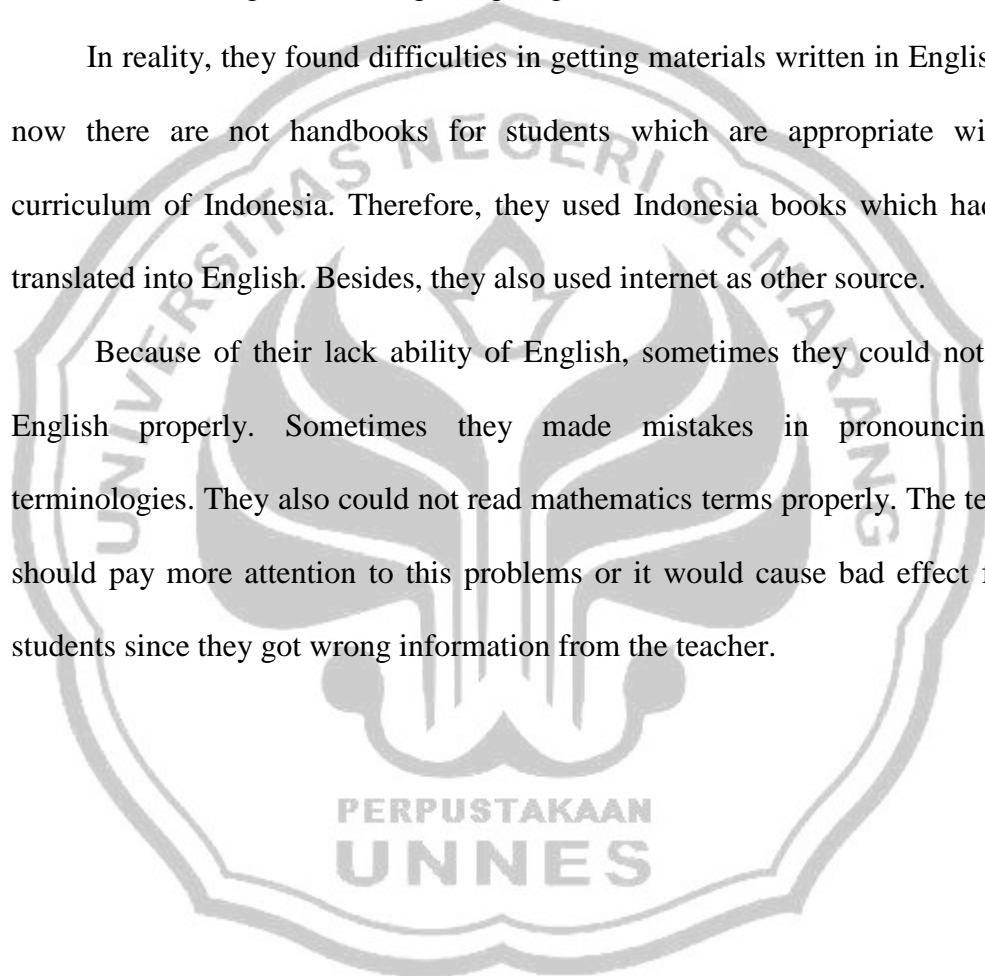 In reality, they found difficulties in getting materials written in English
now there are not handbooks for students which are appropriate
curriculum of Indonesia. Therefore, they used Indonesia books which
translated into English. Besides, they also used internet as other source.
Because of their lack ability of English, sometimes they could not
English properly. Sometimes they made mistakes in
terminologies. They also could not read mathematics terms properly. The
should pay more attention to this problems or it would cause bad effect
students since they got wrong information from the teacher.
UNIVERSITAS NEGERI SEMARANG
PERPUSTAKAAN
UNNES